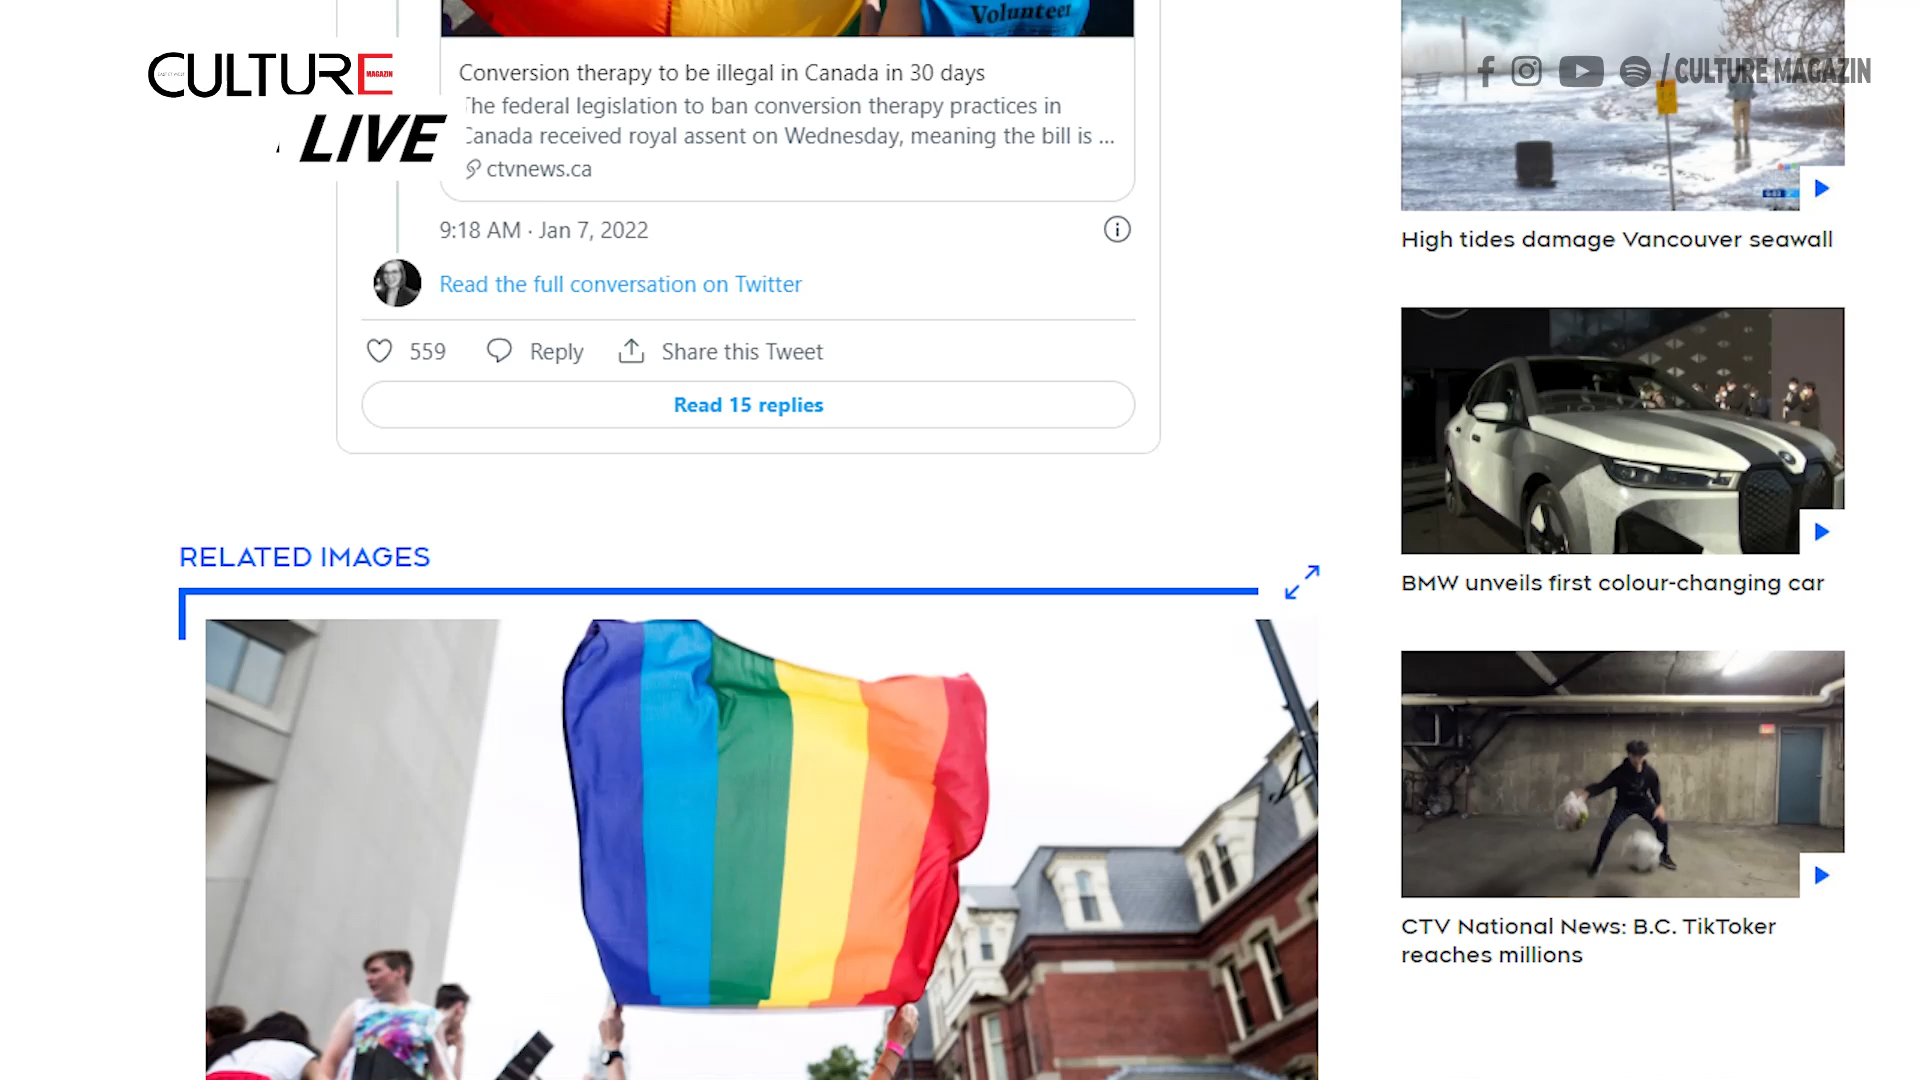 CULTURE
MAGAZIN
LIVE
/ CULTURE MAGAZIN
Volunteer
Conversion therapy to be illegal in Canada in 30 days
The federal legislation to ban conversion therapy practices in
Canada received royal assent on Wednesday, meaning the bill is ...
ctvnews.ca
9:18 AM · Jan 7, 2022
Read the full conversation on Twitter
559 Reply Share this Tweet
Read 15 replies
RELATED IMAGES
High tides damage Vancouver seawall
BMW unveils first colour-changing car
CTV National News: B.C. TikToker
reaches millions